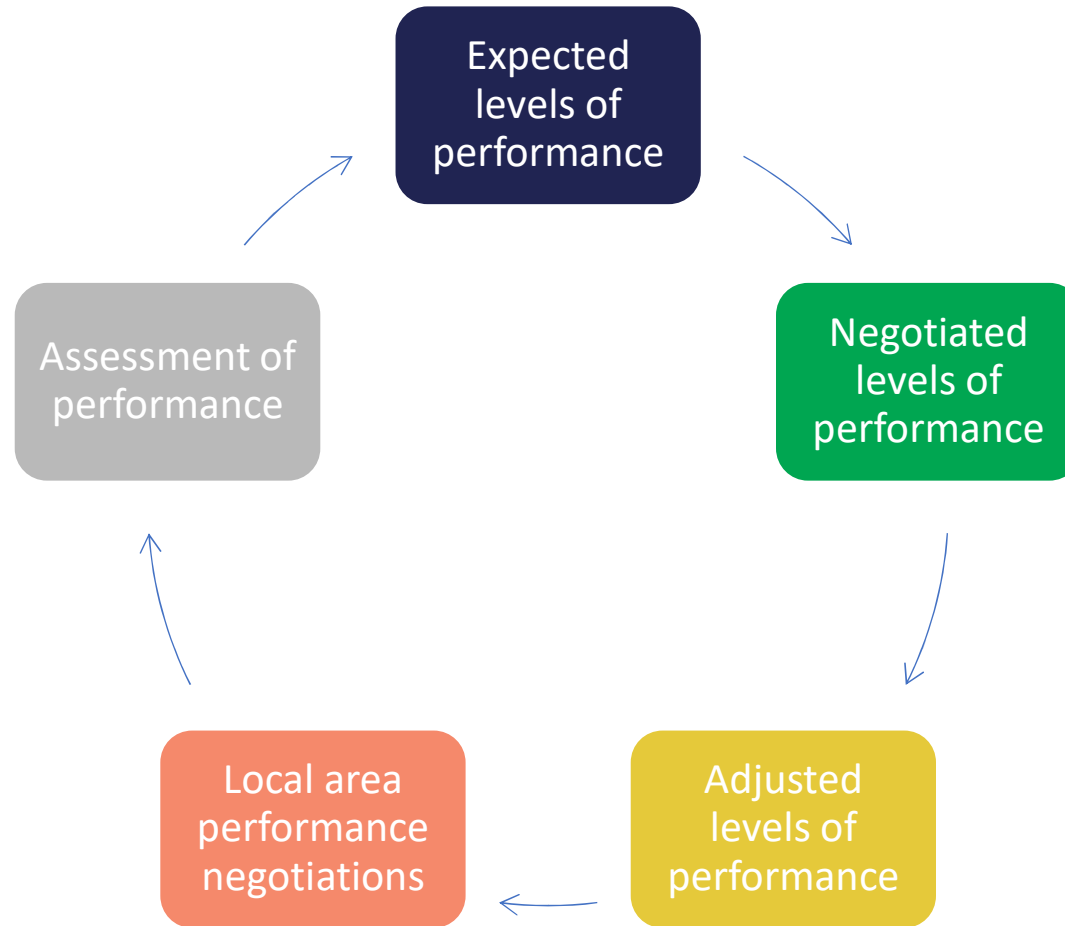 Expected
levels of
performance
Negotiated
levels of
performance
Adjusted
levels of
performance
Local area
performance
negotiations
Assessment of
performance